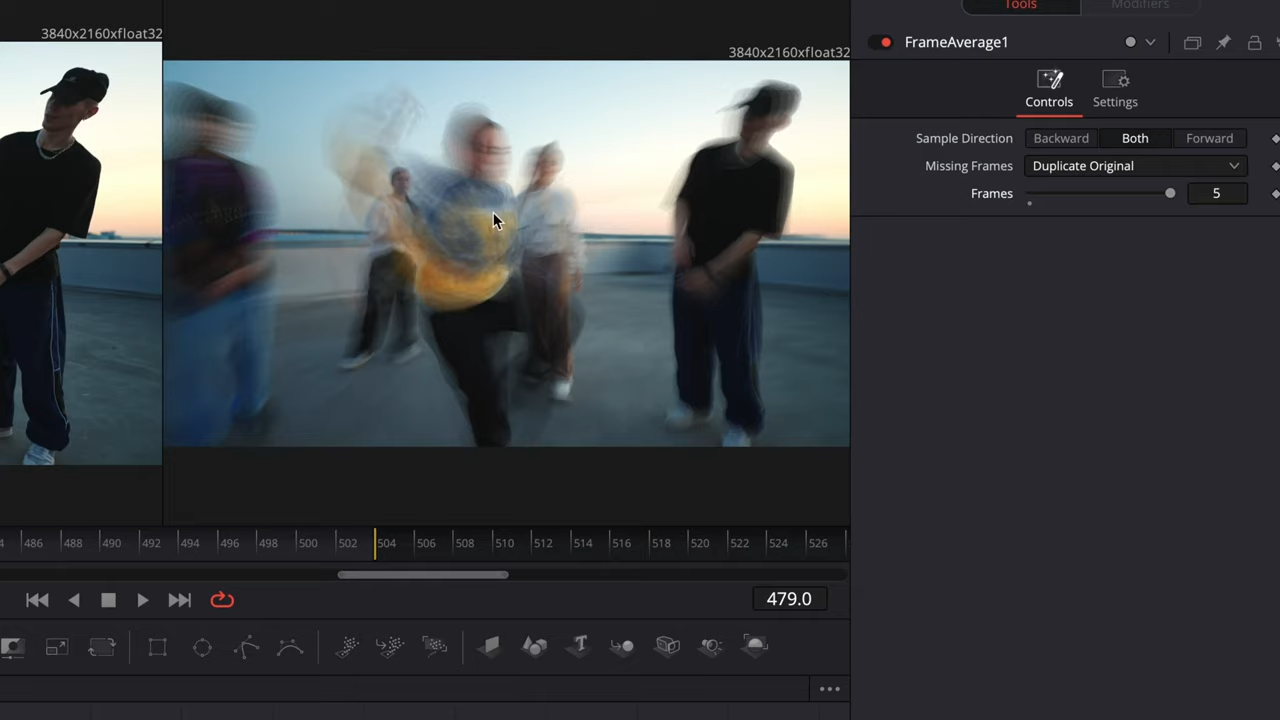 Tools
Modifiers
3840x2160xfloat32
3840x2160xfloat32
FrameAverage1
Controls
Settings
Sample Direction Backward Both Forward
Missing Frames Duplicate Original
Frames 5
486 488 490 492 494 496 498 500 502 504 506 508 510 512 514 516 518 520 522 524 526
479.0